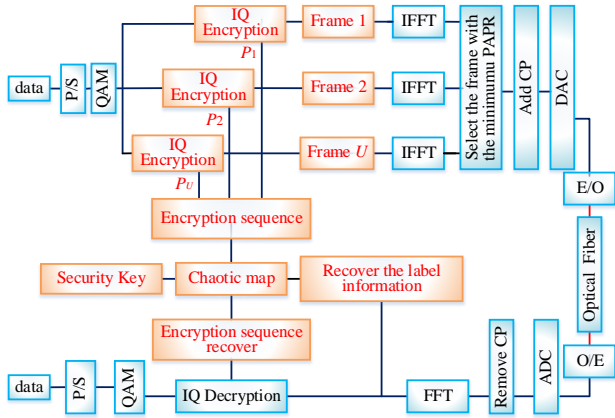 IQ
Encryption
Frame 1
IFFT
P1
data
P/S
QAM
IQ
Encryption
Frame 2
IFFT
P2
IQ
Encryption
Frame U
IFFT
PU
Select the frame with
the minimumu PAPR
Add CP
DAC
E/O
Encryption sequence
Optical Fiber
Security Key
Chaotic map
Recover the label
information
Encryption sequence
recover
O/E
data
P/S
QAM
IQ Decryption
FFT
Remove CP
ADC